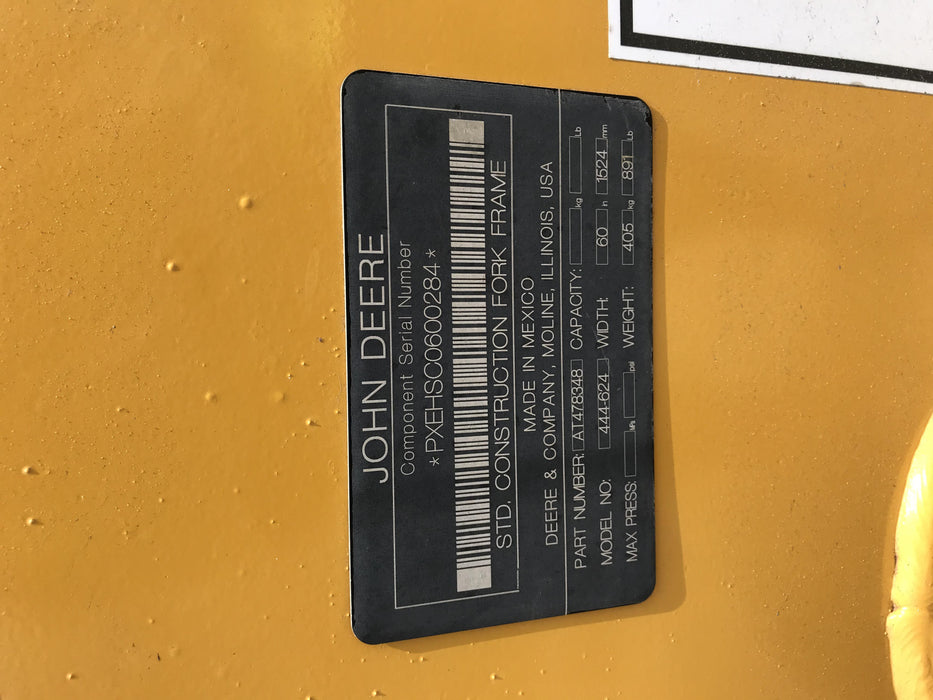 JOHN DEERE
Component Serial Number
*PXEHSC0600284*
STD, CONSTRUCTION FORK FRAME
MADE IN MEXICO
DEERE & COMPANY, MOLINE, ILLINOIS, USA
PART NUMBER: AT478348 CAPACITY: kg Lb
MODEL NO: 444-624 WIDTH: 60 in 1524 mm
MAX PRESS: MPa psi WEIGHT: 405 kg 891 Lb